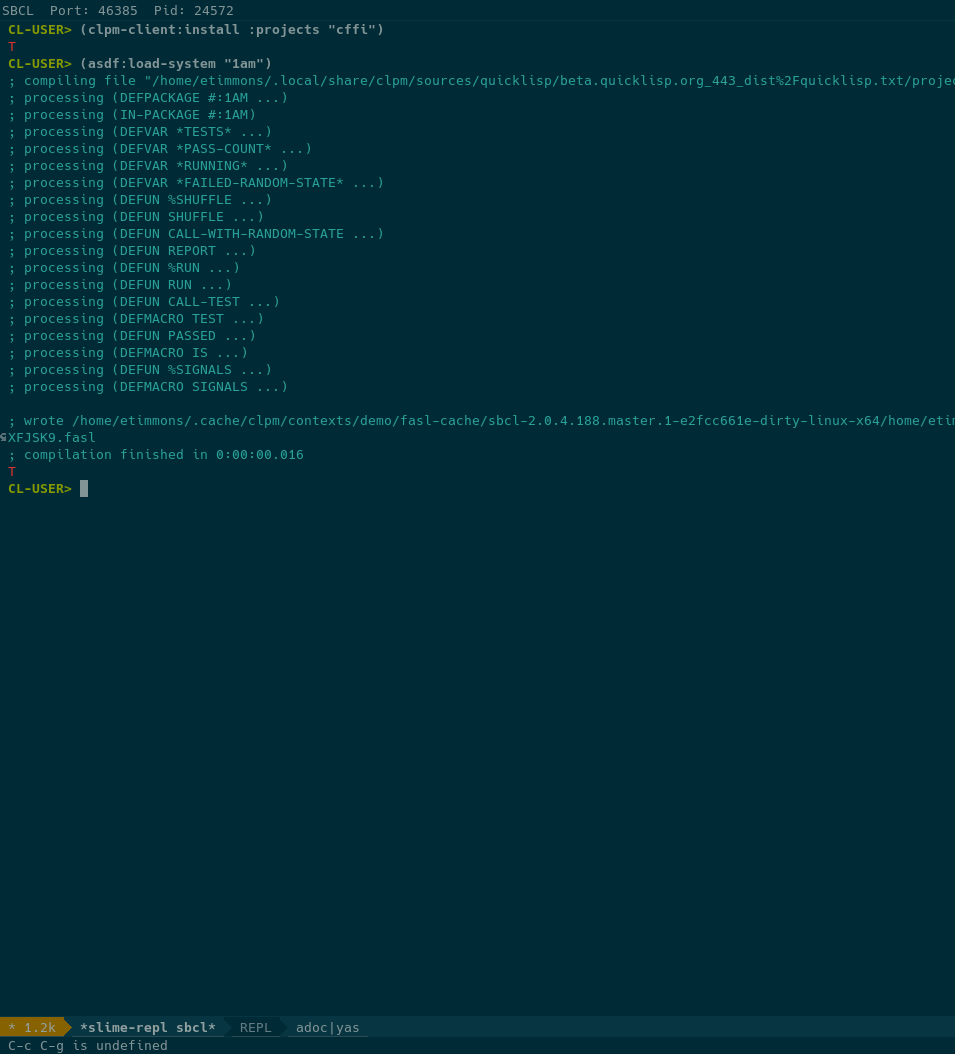 SBCL  Port: 46385  Pid: 24572
CL-USER> (clpm-client:install :projects "cffi")
T
CL-USER> (asdf:load-system "1am")
; compiling file "/home/etimmons/.local/share/clpm/sources/quicklisp/beta.quicklisp.org_443_dist%2Fquicklisp.txt/proje
; processing (DEFPACKAGE #:1AM ...)
; processing (IN-PACKAGE #:1AM)
; processing (DEFVAR *TESTS* ...)
; processing (DEFVAR *PASS-COUNT* ...)
; processing (DEFVAR *RUNNING* ...)
; processing (DEFVAR *FAILED-RANDOM-STATE* ...)
; processing (DEFUN %SHUFFLE ...)
; processing (DEFUN SHUFFLE ...)
; processing (DEFUN CALL-WITH-RANDOM-STATE ...)
; processing (DEFUN REPORT ...)
; processing (DEFUN %RUN ...)
; processing (DEFUN RUN ...)
; processing (DEFUN CALL-TEST ...)
; processing (DEFMACRO TEST ...)
; processing (DEFUN PASSED ...)
; processing (DEFMACRO IS ...)
; processing (DEFUN %SIGNALS ...)
; processing (DEFMACRO SIGNALS ...)
; wrote /home/etimmons/.cache/clpm/contexts/demo/fasl-cache/sbcl-2.0.4.188.master.1-e2fcc661e-dirty-linux-x64/home/etim
XFJSK9.fasl
; compilation finished in 0:00:00.016
T
CL-USER>
* 1.2k  *slime-repl sbcl*  REPL  adoc|yas
C-c C-g is undefined